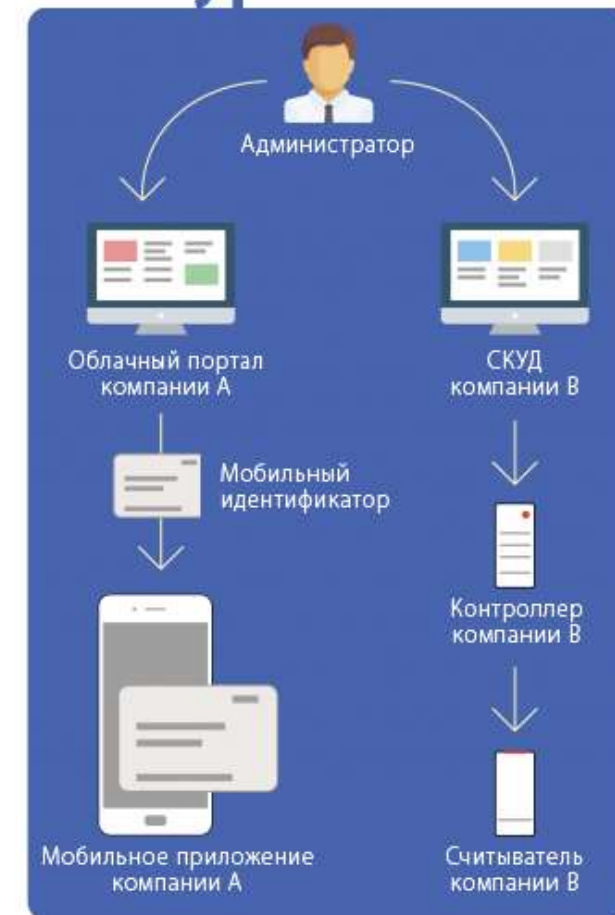 Администратор
Облачный портал
компании А
СКУД
компании В
Мобильный
идентификатор
Контроллер
компании В
Мобильное приложение
компании А
Считыватель
компании В